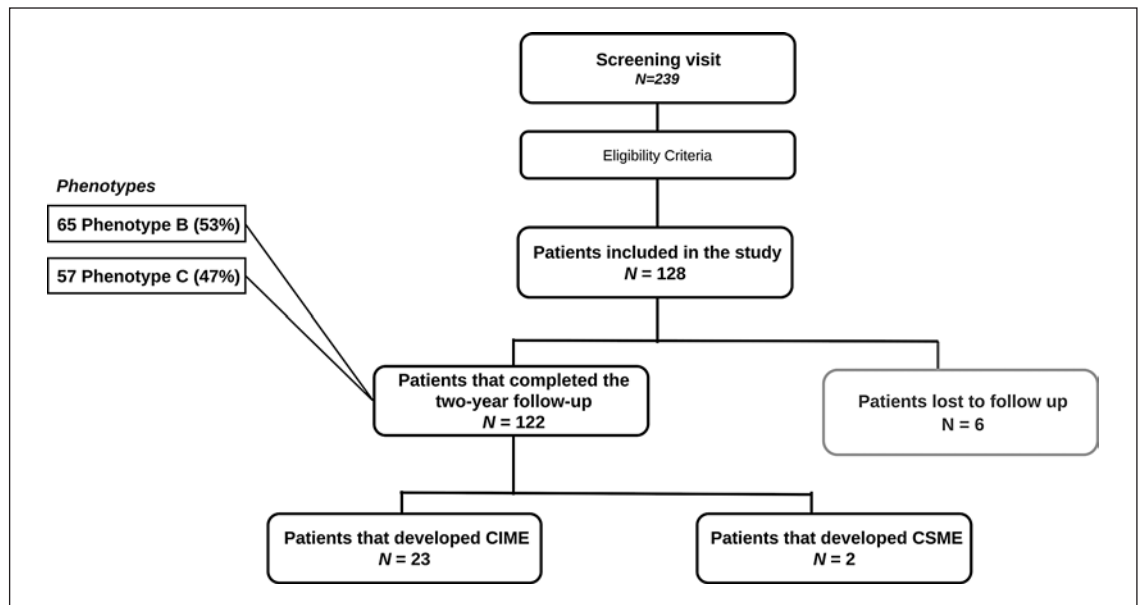 Screening visit
N=239
Eligibility Criteria
Phenotypes
65 Phenotype B (53%)
57 Phenotype C (47%)
Patients included in the study
N = 128
Patients that completed the
two-year follow-up
N = 122
Patients lost to follow up
N = 6
Patients that developed CIME
N = 23
Patients that developed CSME
N = 2